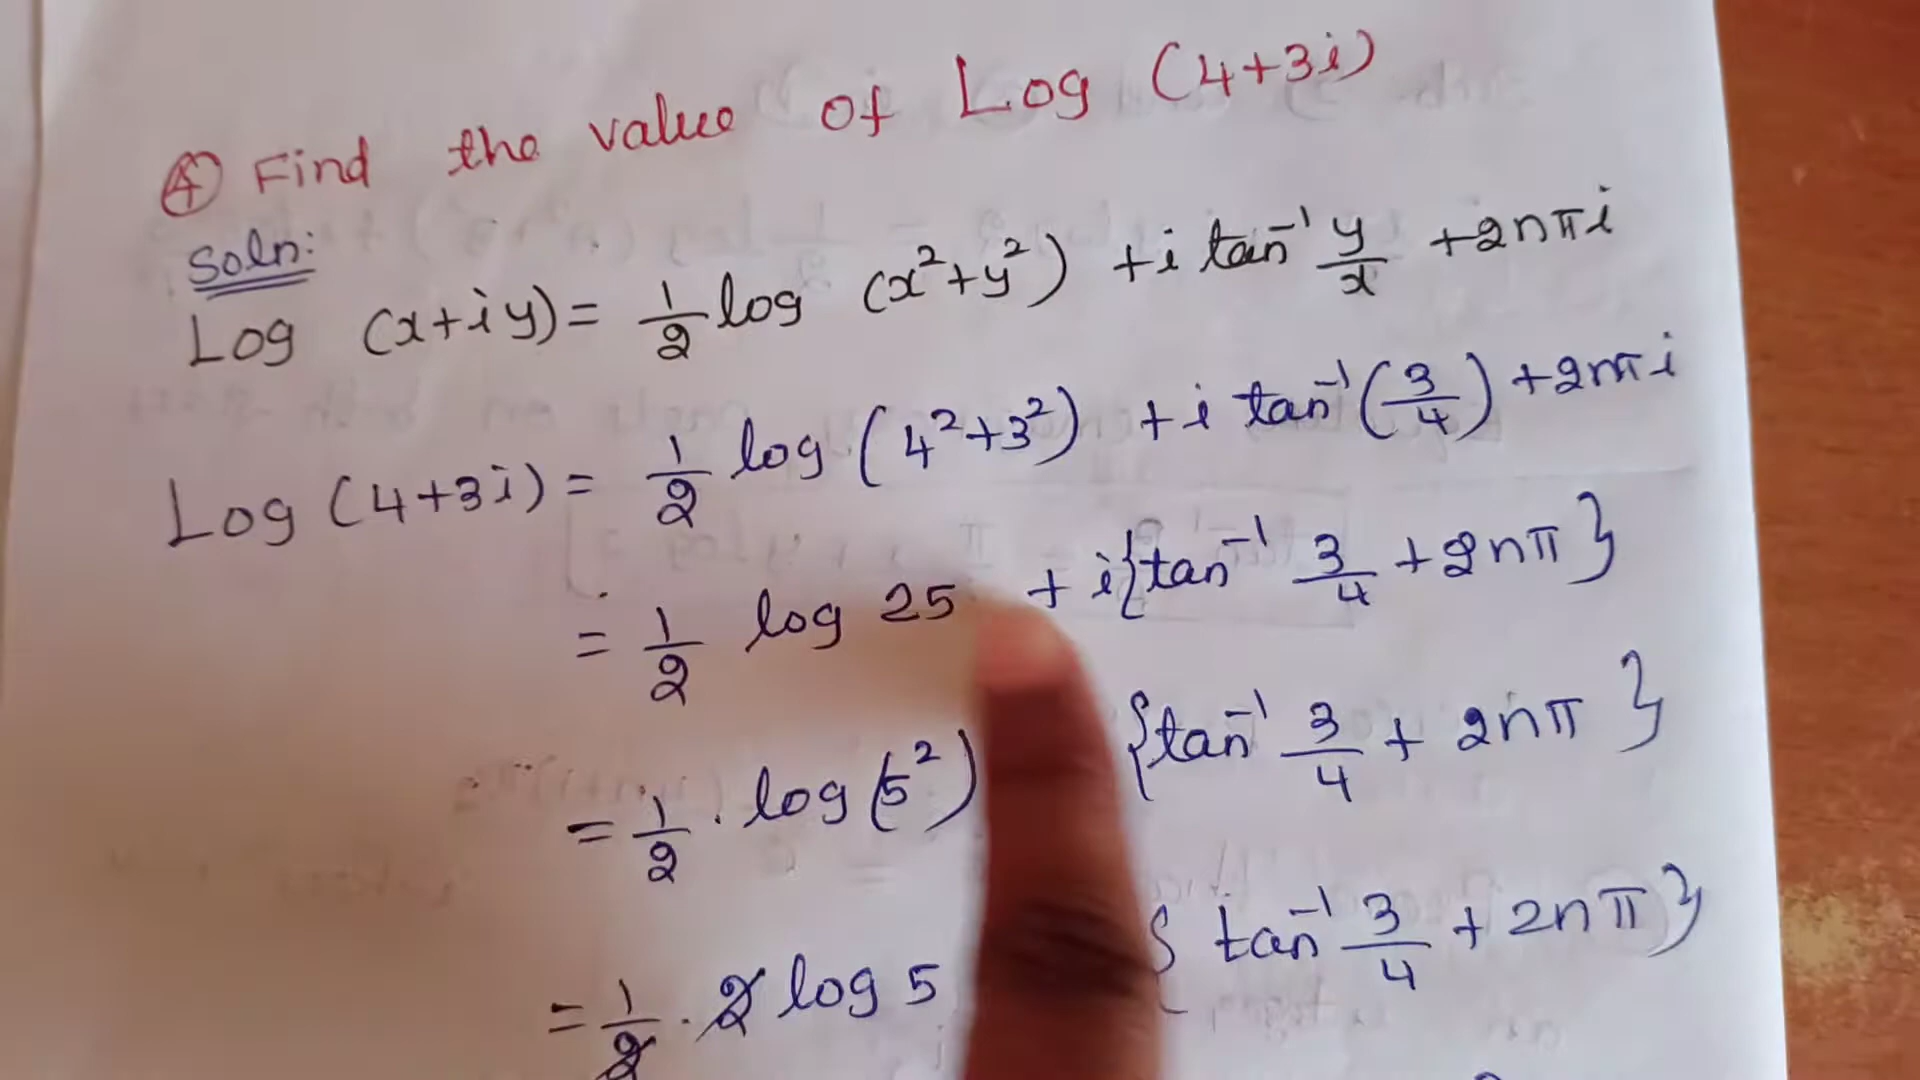 ④ Find the value of Log (4+3i)
Soln:
Log (x+iy) = 1/2 log (x²+y²) + i tan⁻¹ y/x + 2nπi
Log (4+3i) = 1/2 log (4²+3²) + i tan⁻¹ (3/4) + 2nπi
= 1/2 log 25 + i{tan⁻¹ 3/4 + 2nπ}
= 1/2 . log(5²) {tan⁻¹ 3/4 + 2nπ}
= 1/2 . 2 log 5 { tan⁻¹ 3/4 + 2nπ}